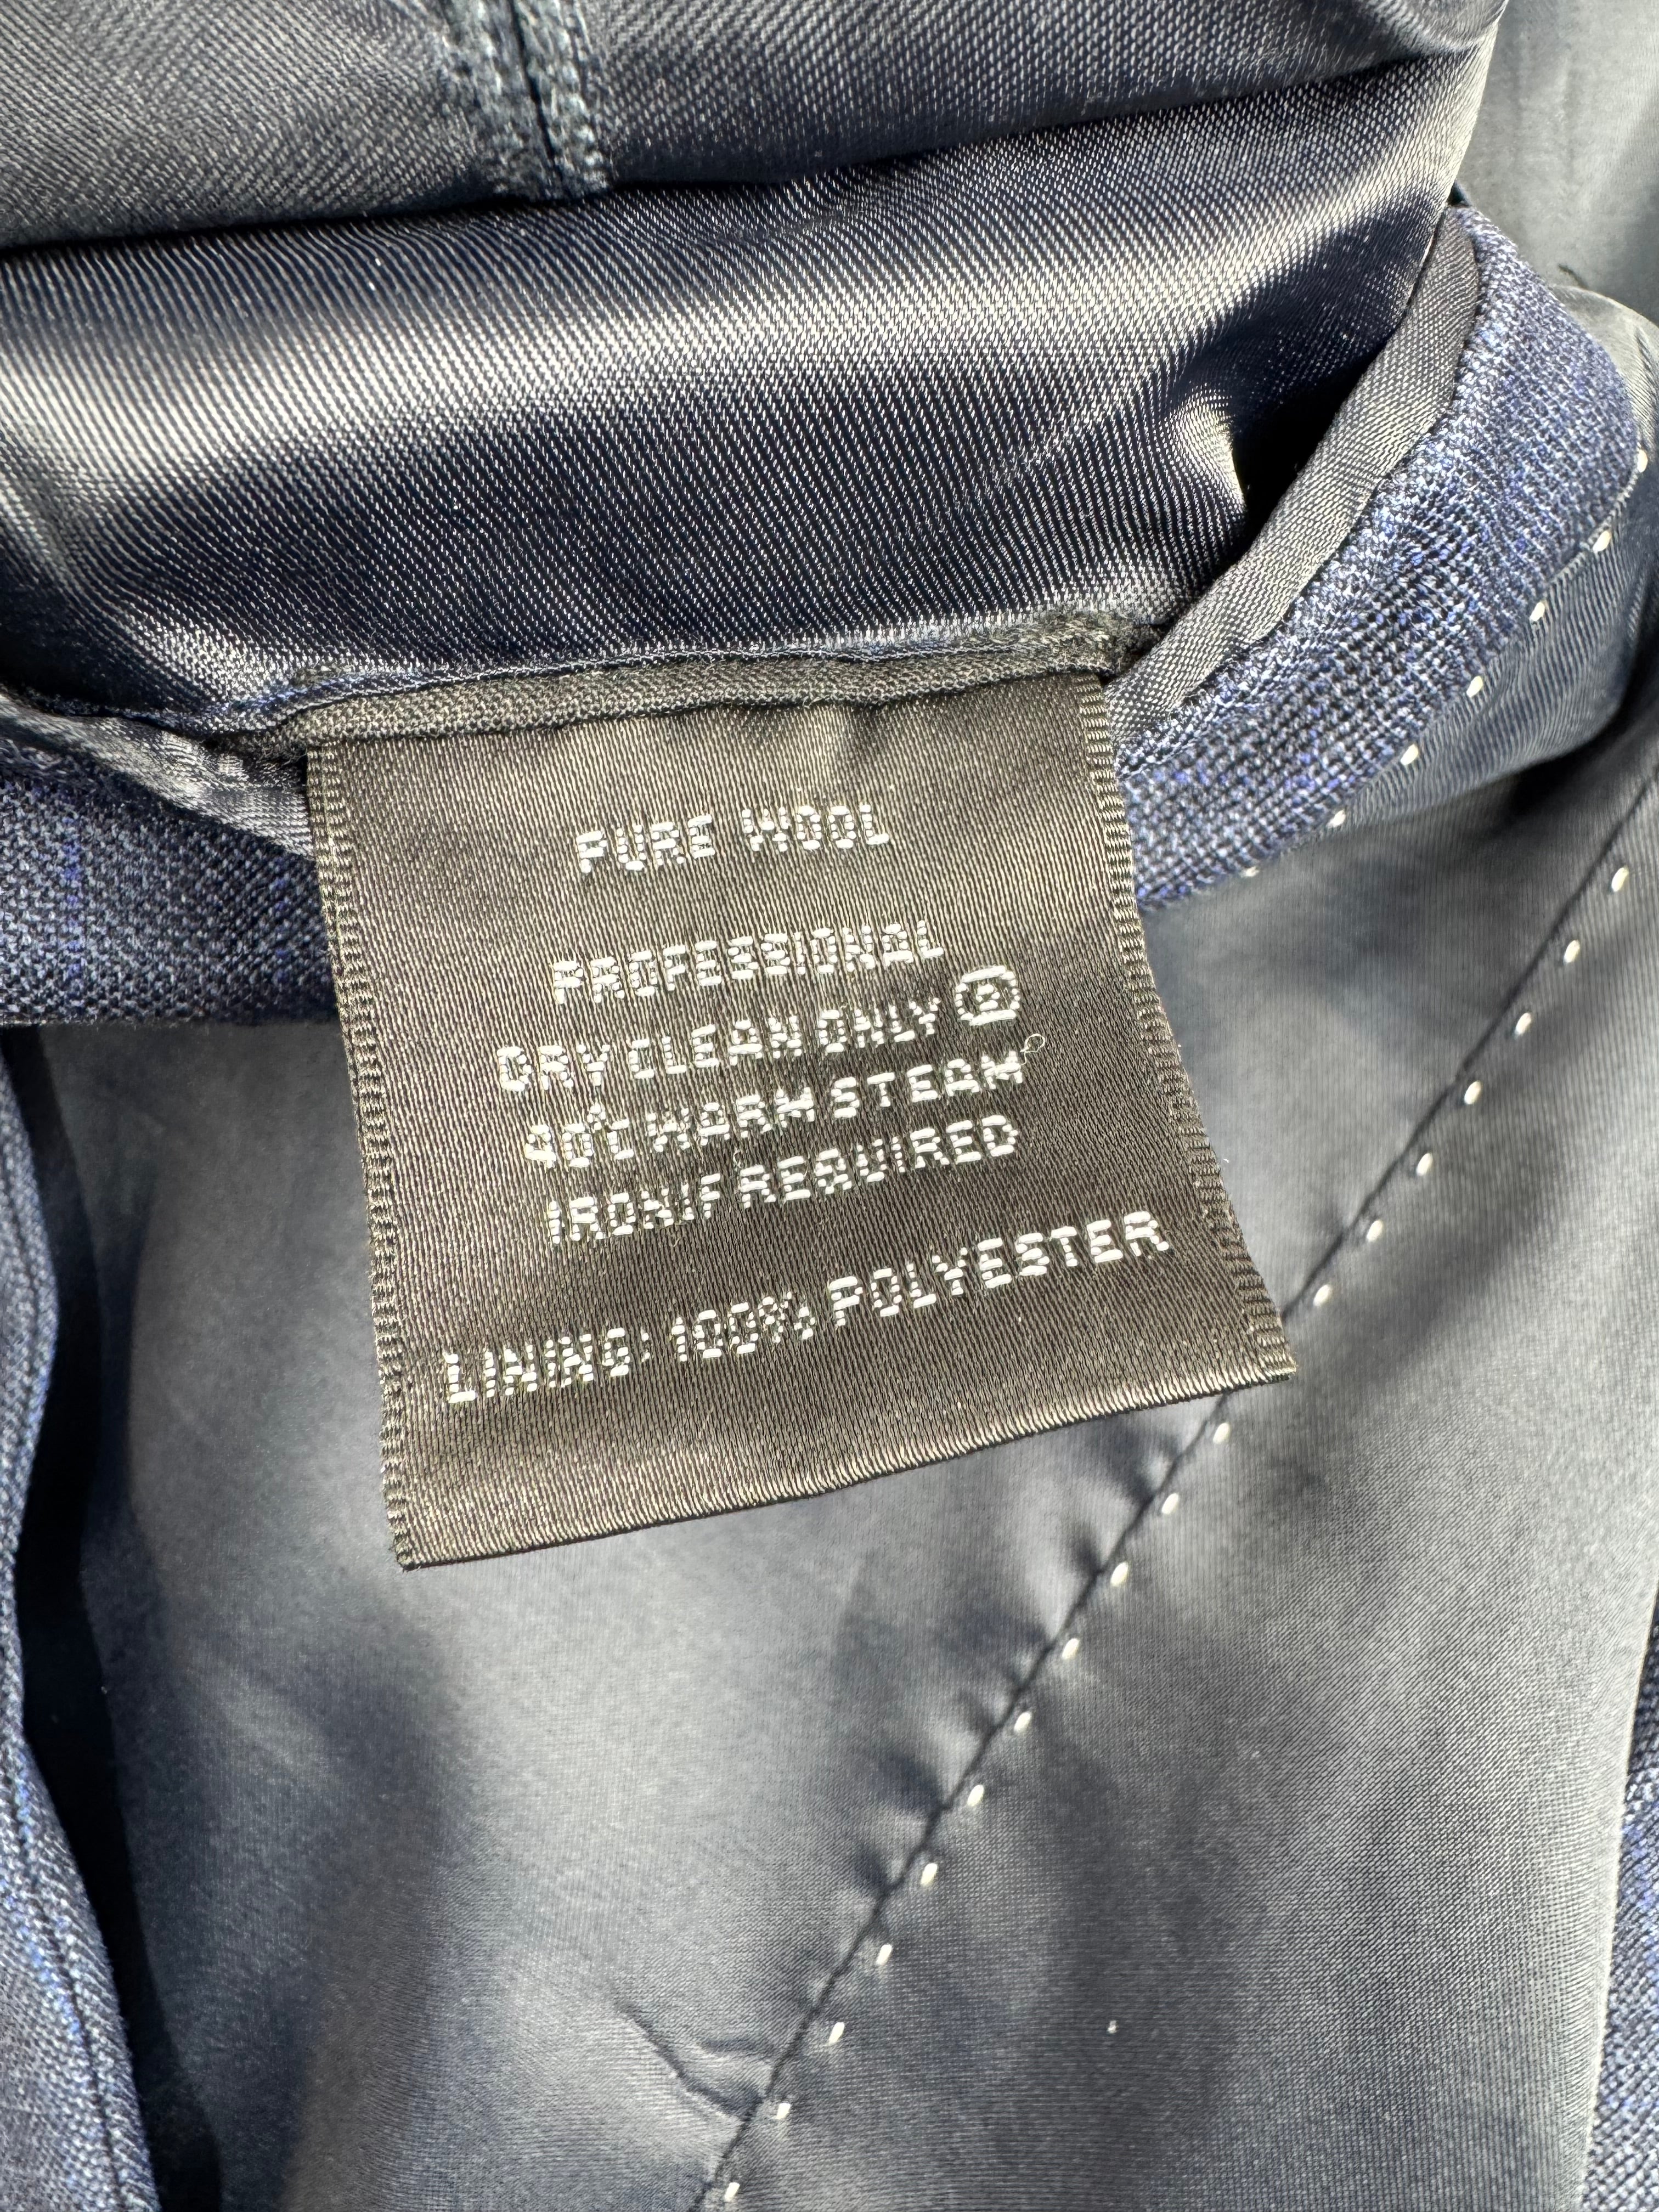 PURE WOOL
PROFESSIONAL
DRY CLEAN ONLY Ⓟ
40°C WARM STEAM
IRON IF REQUIRED
LINING: 100% POLYESTER